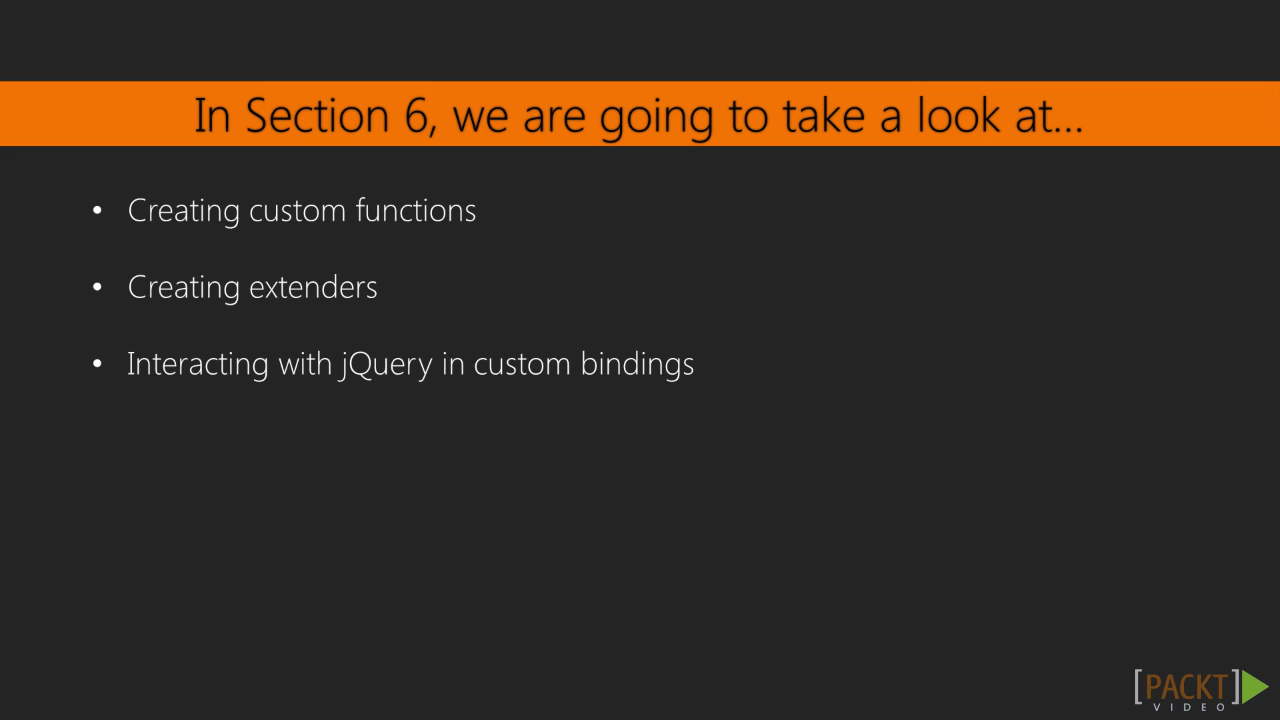 In Section 6, we are going to take a look at...
• Creating custom functions
• Creating extenders
• Interacting with jQuery in custom bindings
[PACKT]
VIDEO